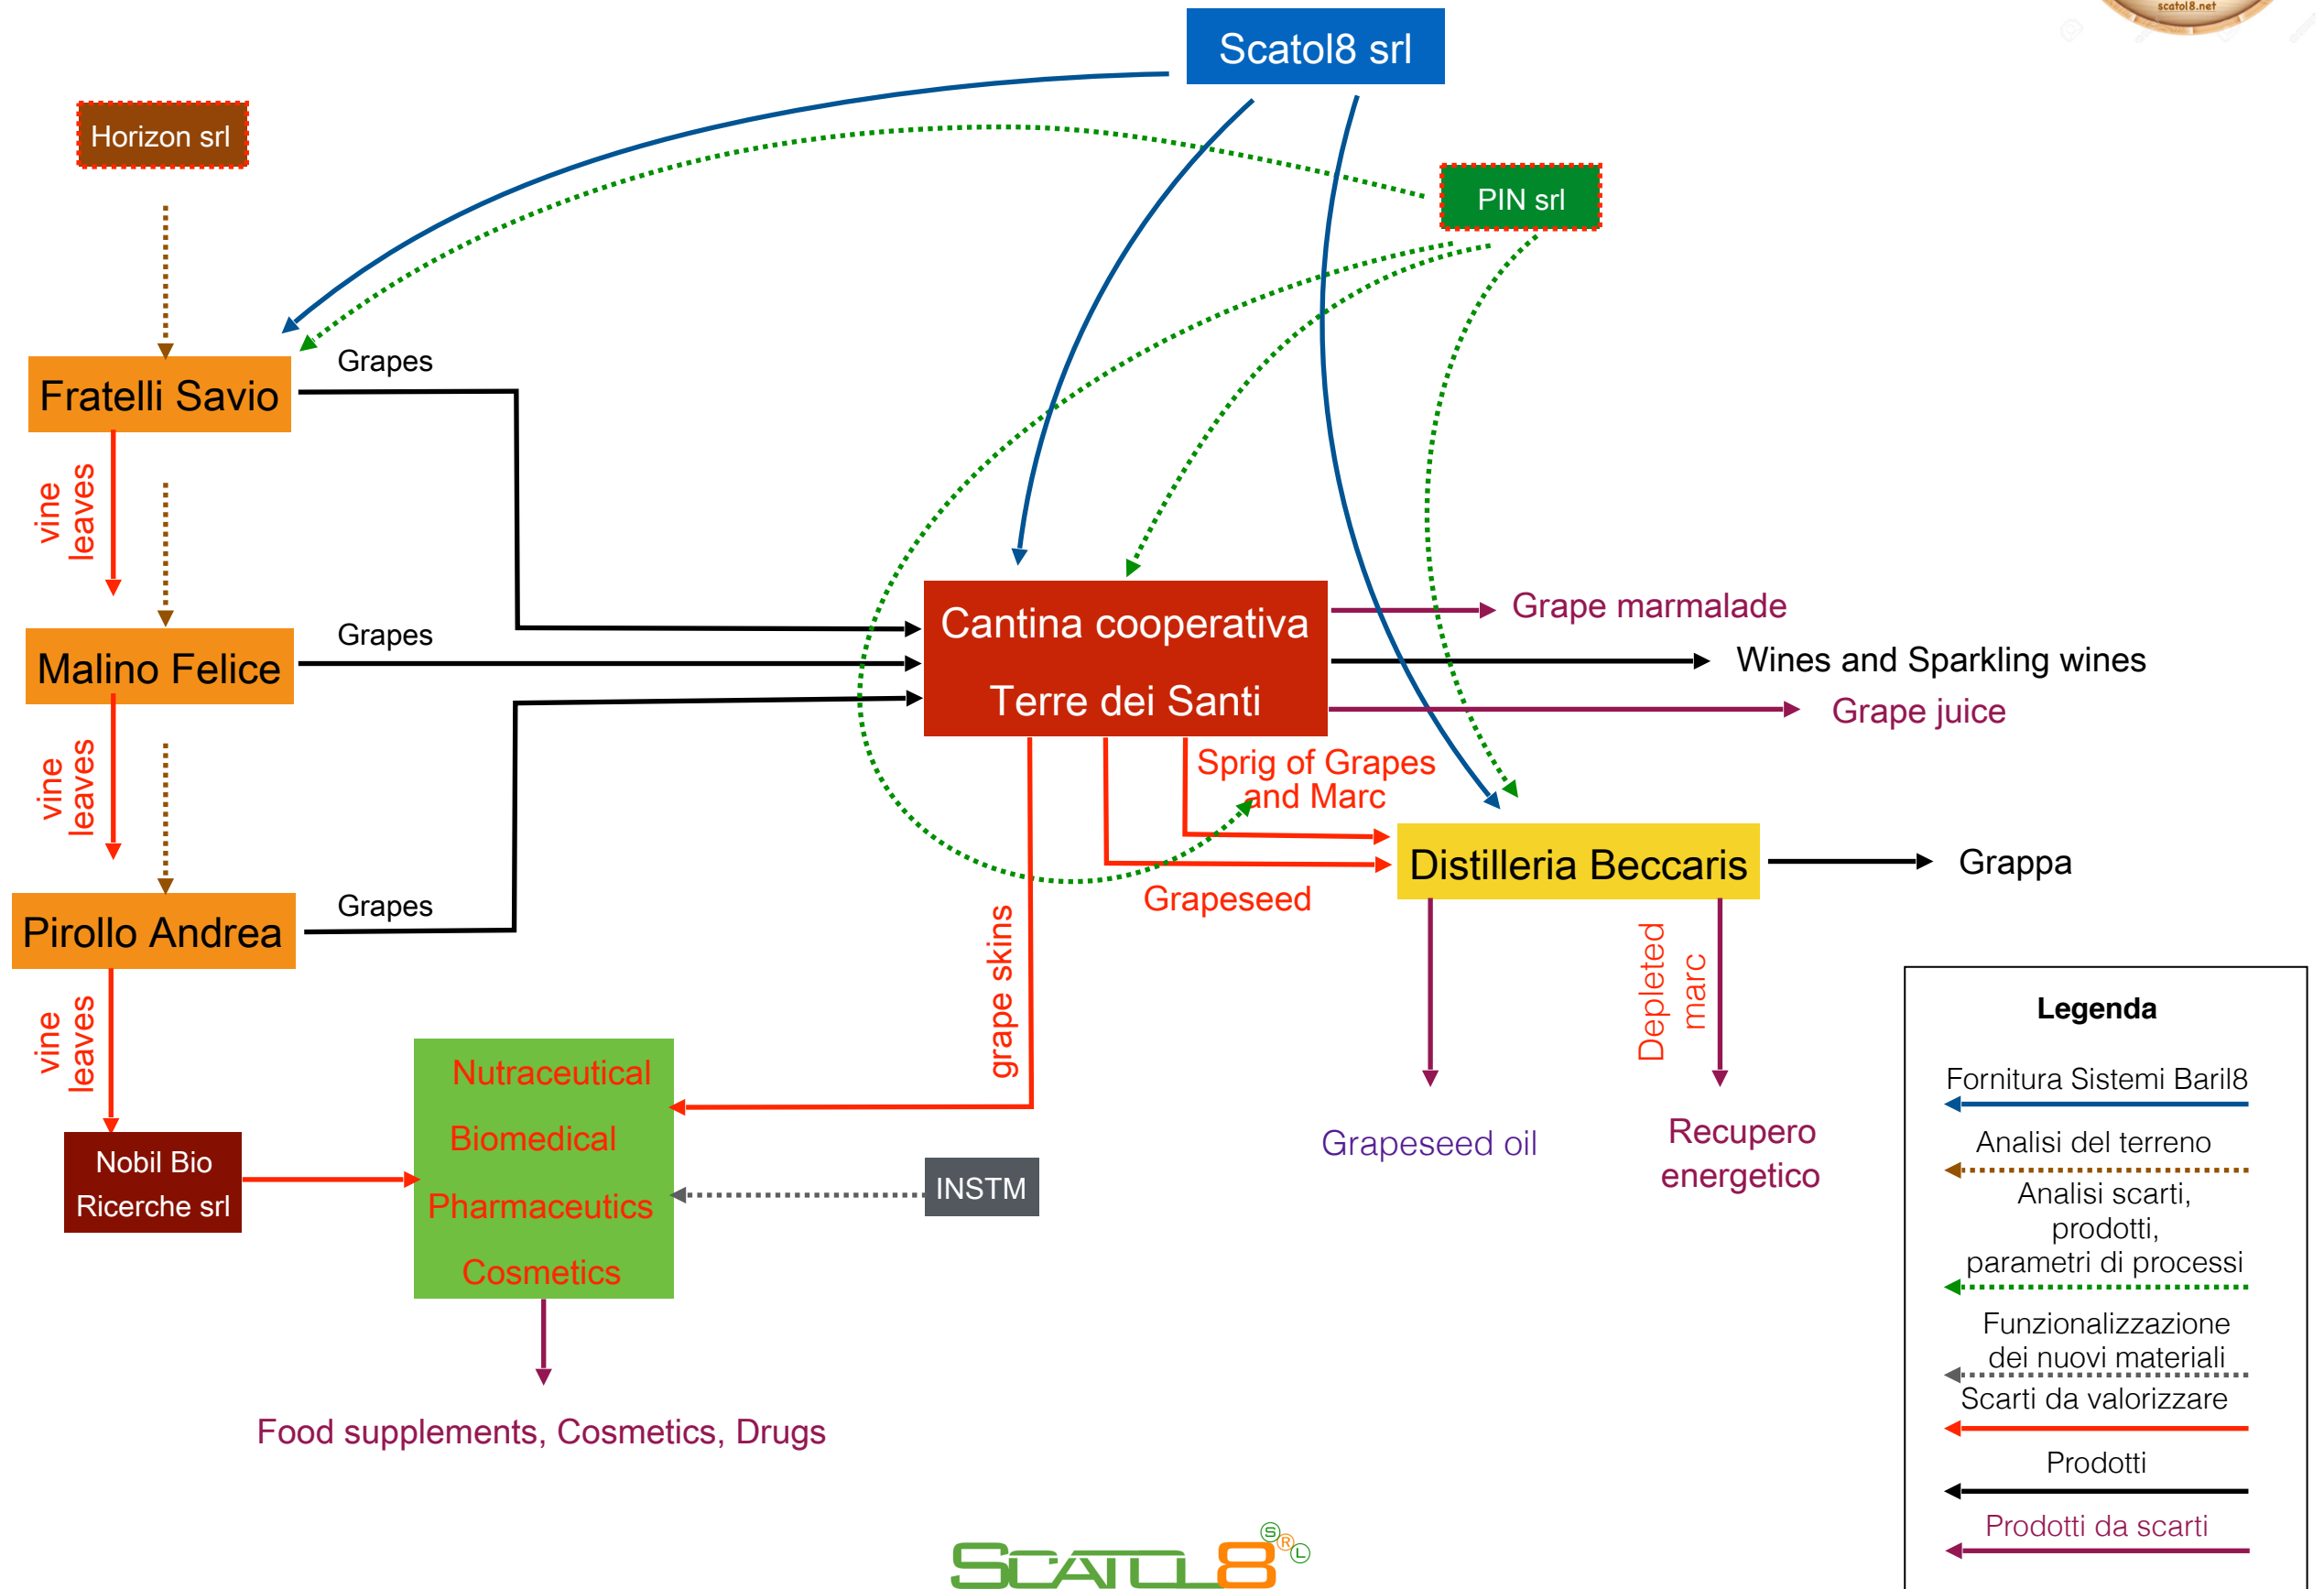 scatol8.net
Scatol8 srl
Horizon srl
PIN srl
Grapes
Fratelli Savio
vine
leaves
Grapes
Malino Felice
Cantina cooperativa
Terre dei Santi
Grape marmalade
Wines and Sparkling wines
Grape juice
vine
leaves
Sprig of Grapes
and Marc
Distilleria Beccaris
Grappa
Grapeseed
Grapes
Pirollo Andrea
grape skins
Depleted
marc
vine
leaves
Nutraceutical
Biomedical
Pharmaceutics
Cosmetics
Nobil Bio
Ricerche srl
INSTM
Grapeseed oil
Recupero
energetico
Food supplements, Cosmetics, Drugs
Legenda
Fornitura Sistemi Baril8
Analisi del terreno
Analisi scarti,
prodotti,
parametri di processi
Funzionalizzazione
dei nuovi materiali
Scarti da valorizzare
Prodotti
Prodotti da scarti
SCATOL8 SRL